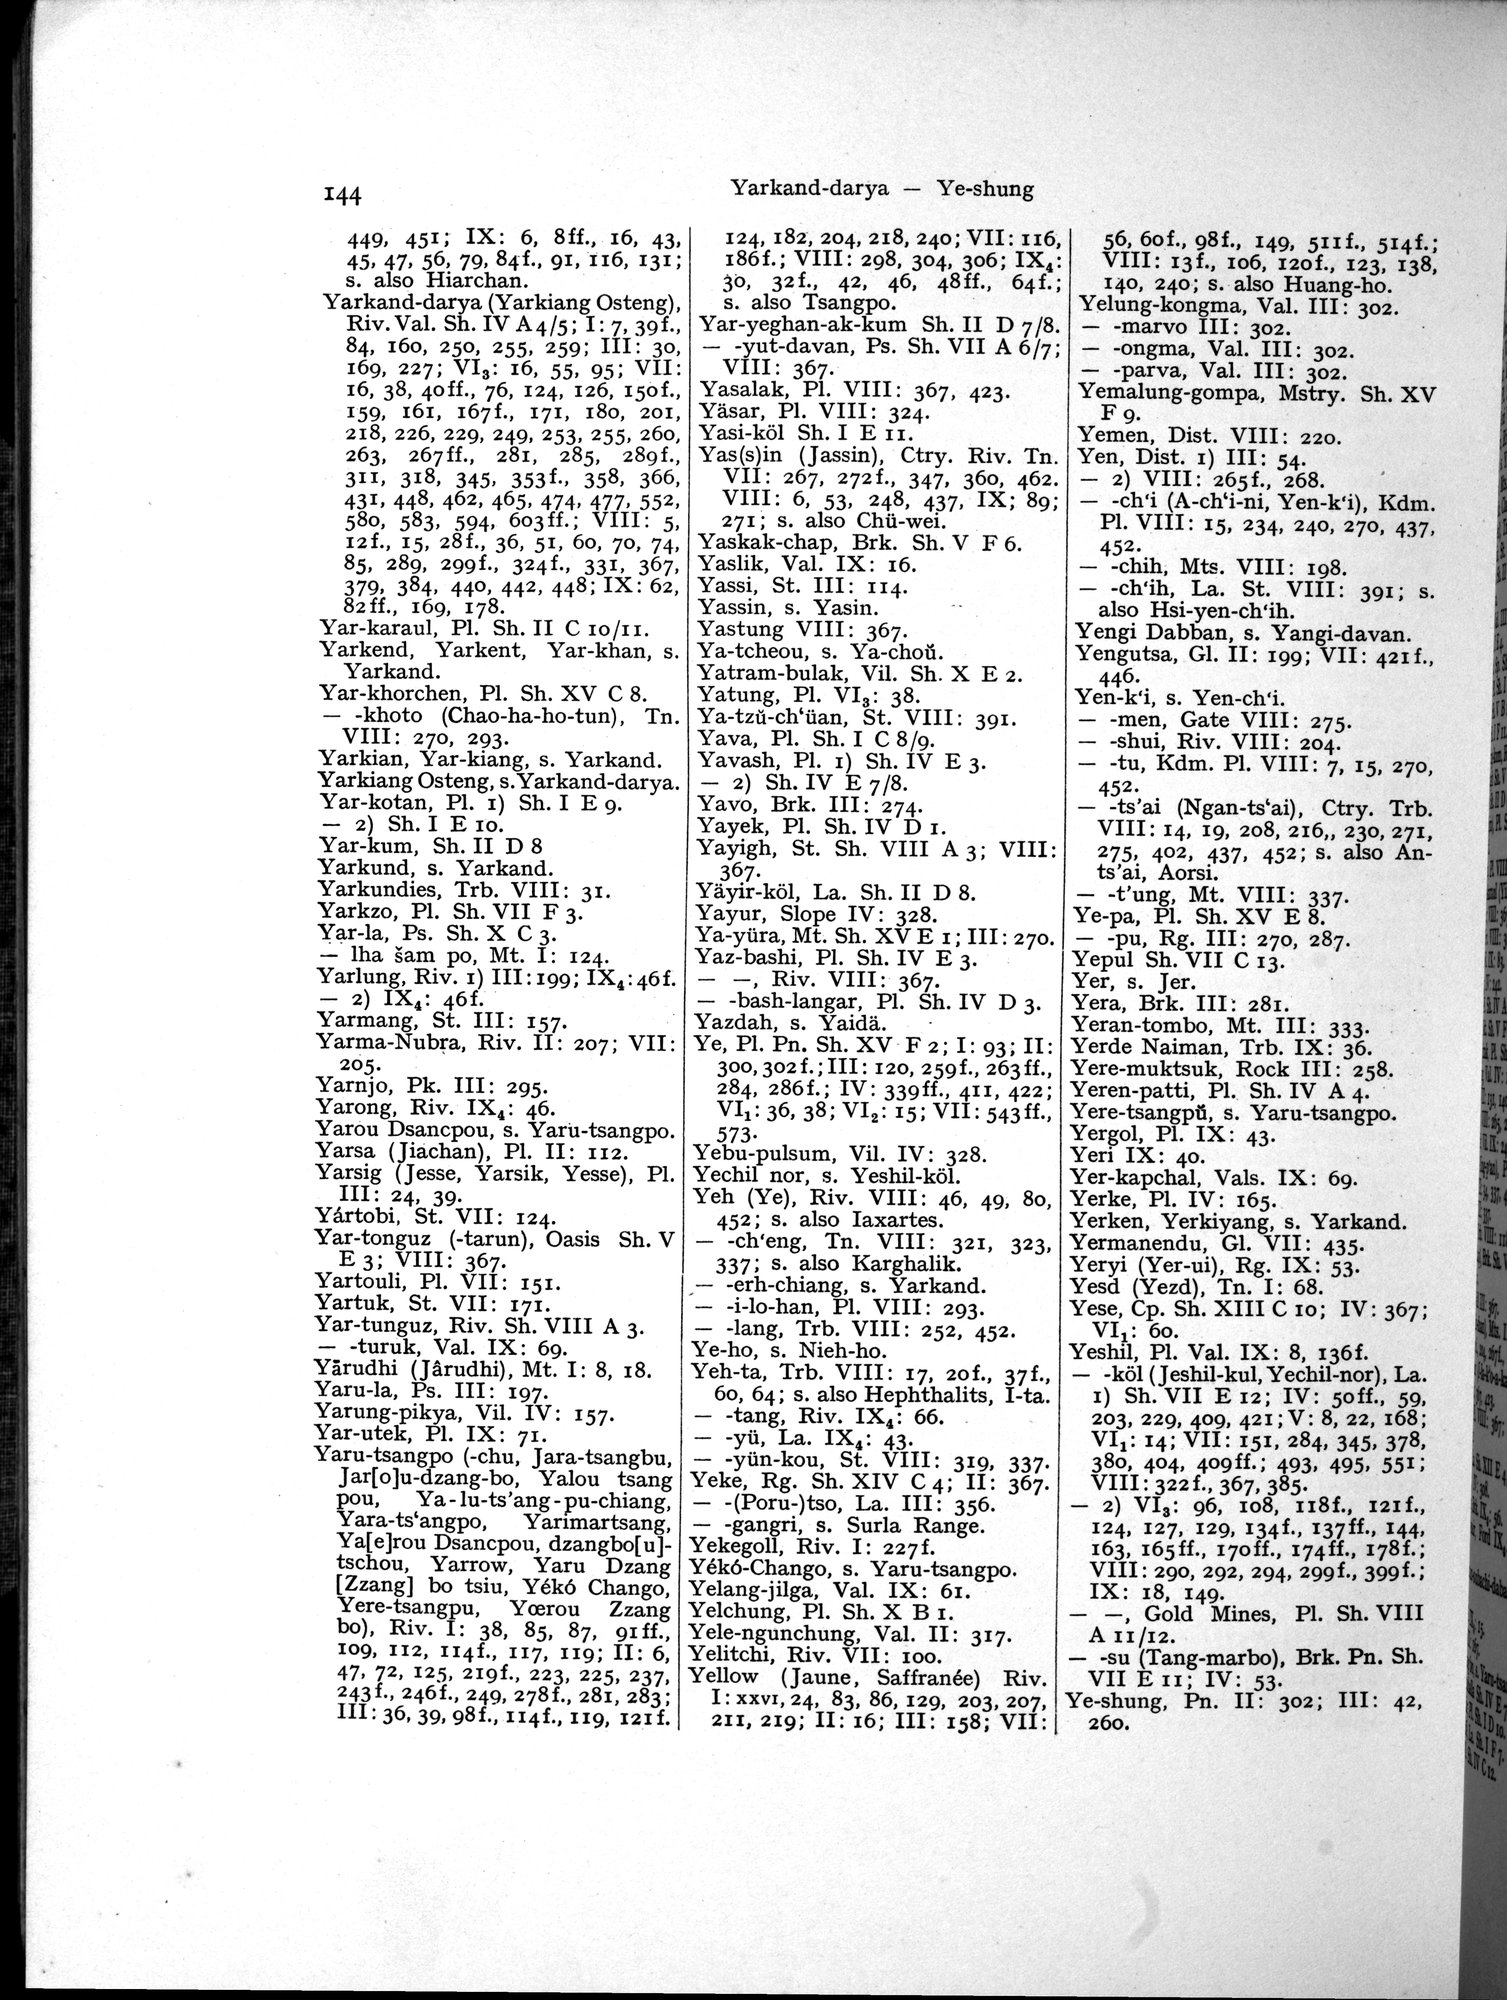 144
Yarkand-darya — Ye-shung
449, 451; IX: 6, 8ff., 16, 43,
45, 47, 56, 79, 84f., 91, 116, 131;
s. also Hiarchan.
Yarkand-darya (Yarkiang Osteng),
Riv. Val. Sh. IV A 4/5; I: 7, 39f.,
84, 160, 250, 255, 259; III: 30,
169, 227; VI₃: 16, 55, 95; VII:
16, 38, 40ff., 76, 124, 126, 150f.,
159, 161, 167f., 171, 180, 201,
218, 226, 229, 249, 253, 255, 260,
263, 267ff., 281, 285, 289f.,
311, 318, 345, 353f., 358, 366,
431, 448, 462, 465, 474, 477, 552,
580, 583, 594, 603ff.; VIII: 5,
12f., 15, 28f., 36, 51, 60, 70, 74,
85, 289, 299f., 324f., 331, 367,
379, 384, 440, 442, 448; IX: 62,
82ff., 169, 178.
Yar-karaul, Pl. Sh. II C 10/11.
Yarkend, Yarkent, Yar-khan, s.
Yarkand.
Yar-khorchen, Pl. Sh. XV C 8.
— -khoto (Chao-ha-ho-tun), Tn.
VIII: 270, 293.
Yarkian, Yar-kiang, s. Yarkand.
Yarkiang Osteng, s. Yarkand-darya.
Yar-kotan, Pl. 1) Sh. I E 9.
— 2) Sh. I E 10.
Yar-kum, Sh. II D 8
Yarkund, s. Yarkand.
Yarkundies, Trb. VIII: 31.
Yarkzo, Pl. Sh. VII F 3.
Yar-la, Ps. Sh. X C 3.
— lha šam po, Mt. I: 124.
Yarlung, Riv. 1) III: 199; IX₄: 46f.
— 2) IX₄: 46f.
Yarmang, St. III: 157.
Yarma-Nubra, Riv. II: 207; VII:
205.
Yarnjo, Pk. III: 295.
Yarong, Riv. IX₄: 46.
Yarou Dsancpou, s. Yaru-tsangpo.
Yarsa (Jiachan), Pl. II: 112.
Yarsig (Jesse, Yarsik, Yesse), Pl.
III: 24, 39.
Yártobi, St. VII: 124.
Yar-tonguz (-tarun), Oasis Sh. V
E 3; VIII: 367.
Yartouli, Pl. VII: 151.
Yartuk, St. VII: 171.
Yar-tunguz, Riv. Sh. VIII A 3.
— -turuk, Val. IX: 69.
Yārudhi (Jârudhi), Mt. I: 8, 18.
Yaru-la, Ps. III: 197.
Yarung-pikya, Vil. IV: 157.
Yar-utek, Pl. IX: 71.
Yaru-tsangpo (-chu, Jara-tsangbu,
Jar[o]u-dzang-bo, Yalou tsang
pou, Ya-lu-ts'ang-pu-chiang,
Yara-ts‘angpo, Yarimartsang,
Ya[e]rou Dsancpou, dzangbo[u]-
tschou, Yarrow, Yaru Dzang
[Zzang] bo tsiu, Yékó Chango,
Yere-tsangpu, Yœrou Zzang
bo), Riv. I: 38, 85, 87, 91ff.,
109, 112, 114f., 117, 119; II: 6,
47, 72, 125, 219f., 223, 225, 237,
243f., 246f., 249, 278f., 281, 283;
III: 36, 39, 98f., 114f., 119, 121f.
124, 182, 204, 218, 240; VII: 116,
186f.; VIII: 298, 304, 306; IX₄:
30, 32f., 42, 46, 48ff., 64f.;
s. also Tsangpo.
Yar-yeghan-ak-kum Sh. II D 7/8.
— -yut-davan, Ps. Sh. VII A 6/7;
VIII: 367.
Yasalak, Pl. VIII: 367, 423.
Yäsar, Pl. VIII: 324.
Yasi-köl Sh. I E 11.
Yas(s)in (Jassin), Ctry. Riv. Tn.
VII: 267, 272f., 347, 360, 462.
VIII: 6, 53, 248, 437, IX; 89;
271; s. also Chü-wei.
Yaskak-chap, Brk. Sh. V F 6.
Yaslik, Val. IX: 16.
Yassi, St. III: 114.
Yassin, s. Yasin.
Yastung VIII: 367.
Ya-tcheou, s. Ya-choŭ.
Yatram-bulak, Vil. Sh. X E 2.
Yatung, Pl. VI₃: 38.
Ya-tzŭ-ch‘üan, St. VIII: 391.
Yava, Pl. Sh. I C 8/9.
Yavash, Pl. 1) Sh. IV E 3.
— 2) Sh. IV E 7/8.
Yavo, Brk. III: 274.
Yayek, Pl. Sh. IV D 1.
Yayigh, St. Sh. VIII A 3; VIII:
367.
Yäyir-köl, La. Sh. II D 8.
Yayur, Slope IV: 328.
Ya-yüra, Mt. Sh. XV E 1; III: 270.
Yaz-bashi, Pl. Sh. IV E 3.
— —, Riv. VIII: 367.
— -bash-langar, Pl. Sh. IV D 3.
Yazdah, s. Yaidä.
Ye, Pl. Pn. Sh. XV F 2; I: 93; II:
300, 302f.; III: 120, 259f., 263ff.,
284, 286f.; IV: 339ff., 411, 422;
VI₁: 36, 38; VI₂: 15; VII: 543ff.,
573.
Yebu-pulsum, Vil. IV: 328.
Yechil nor, s. Yeshil-köl.
Yeh (Ye), Riv. VIII: 46, 49, 80,
452; s. also Iaxartes.
— -ch‘eng, Tn. VIII: 321, 323,
337; s. also Karghalik.
— -erh-chiang, s. Yarkand.
— -i-lo-han, Pl. VIII: 293.
— -lang, Trb. VIII: 252, 452.
Ye-ho, s. Nieh-ho.
Yeh-ta, Trb. VIII: 17, 20f., 37f.,
60, 64; s. also Hephthalits, I-ta.
— -tang, Riv. IX₄: 66.
— -yü, La. IX₄: 43.
— -yün-kou, St. VIII: 319, 337.
Yeke, Rg. Sh. XIV C 4; II: 367.
— -(Poru-)tso, La. III: 356.
— -gangri, s. Surla Range.
Yekegoll, Riv. I: 227f.
Yékó-Chango, s. Yaru-tsangpo.
Yelang-jilga, Val. IX: 61.
Yelchung, Pl. Sh. X B 1.
Yele-ngunchung, Val. II: 317.
Yelitchi, Riv. VII: 100.
Yellow (Jaune, Saffranée) Riv.
I: xxvi, 24, 83, 86, 129, 203, 207,
211, 219; II: 16; III: 158; VII:
56, 60f., 98f., 149, 511f., 514f.;
VIII: 13f., 106, 120f., 123, 138,
140, 240; s. also Huang-ho.
Yelung-kongma, Val. III: 302.
— -marvo III: 302.
— -ongma, Val. III: 302.
— -parva, Val. III: 302.
Yemalung-gompa, Mstry. Sh. XV
F 9.
Yemen, Dist. VIII: 220.
Yen, Dist. 1) III: 54.
— 2) VIII: 265f., 268.
— -ch‘i (A-ch‘i-ni, Yen-k‘i), Kdm.
Pl. VIII: 15, 234, 240, 270, 437,
452.
— -chih, Mts. VIII: 198.
— -ch‘ih, La. St. VIII: 391; s.
also Hsi-yen-ch‘ih.
Yengi Dabban, s. Yangi-davan.
Yengutsa, Gl. II: 199; VII: 421f.,
446.
Yen-k‘i, s. Yen-ch‘i.
— -men, Gate VIII: 275.
— -shui, Riv. VIII: 204.
— -tu, Kdm. Pl. VIII: 7, 15, 270,
452.
— -ts’ai (Ngan-ts‘ai), Ctry. Trb.
VIII: 14, 19, 208, 216,, 230, 271,
275, 402, 437, 452; s. also An-
ts’ai, Aorsi.
— -t’ung, Mt. VIII: 337.
Ye-pa, Pl. Sh. XV E 8.
— -pu, Rg. III: 270, 287.
Yepul Sh. VII C 13.
Yer, s. Jer.
Yera, Brk. III: 281.
Yeran-tombo, Mt. III: 333.
Yerde Naiman, Trb. IX: 36.
Yere-muktsuk, Rock III: 258.
Yeren-patti, Pl. Sh. IV A 4.
Yere-tsangpŭ, s. Yaru-tsangpo.
Yergol, Pl. IX: 43.
Yeri IX: 40.
Yer-kapchal, Vals. IX: 69.
Yerke, Pl. IV: 165.
Yerken, Yerkiyang, s. Yarkand.
Yermanendu, Gl. VII: 435.
Yeryi (Yer-ui), Rg. IX: 53.
Yesd (Yezd), Tn. I: 68.
Yese, Cp. Sh. XIII C 10; IV: 367;
VI₁: 60.
Yeshil, Pl. Val. IX: 8, 136f.
— -köl (Jeshil-kul, Yechil-nor), La.
1) Sh. VII E 12; IV: 50ff., 59,
203, 229, 409, 421; V: 8, 22, 168;
VI₁: 14; VII: 151, 284, 345, 378,
380, 404, 409ff.; 493, 495, 551;
VIII: 322f., 367, 385.
— 2) VI₃: 96, 108, 118f., 121f.,
124, 127, 129, 134f., 137ff., 144,
163, 165ff., 170ff., 174ff., 178f.;
VIII: 290, 292, 294, 299f., 399f.;
IX: 18, 149.
— —, Gold Mines, Pl. Sh. VIII
A 11/12.
— -su (Tang-marbo), Brk. Pn. Sh.
VII E 11; IV: 53.
Ye-shung, Pn. II: 302; III: 42,
260.